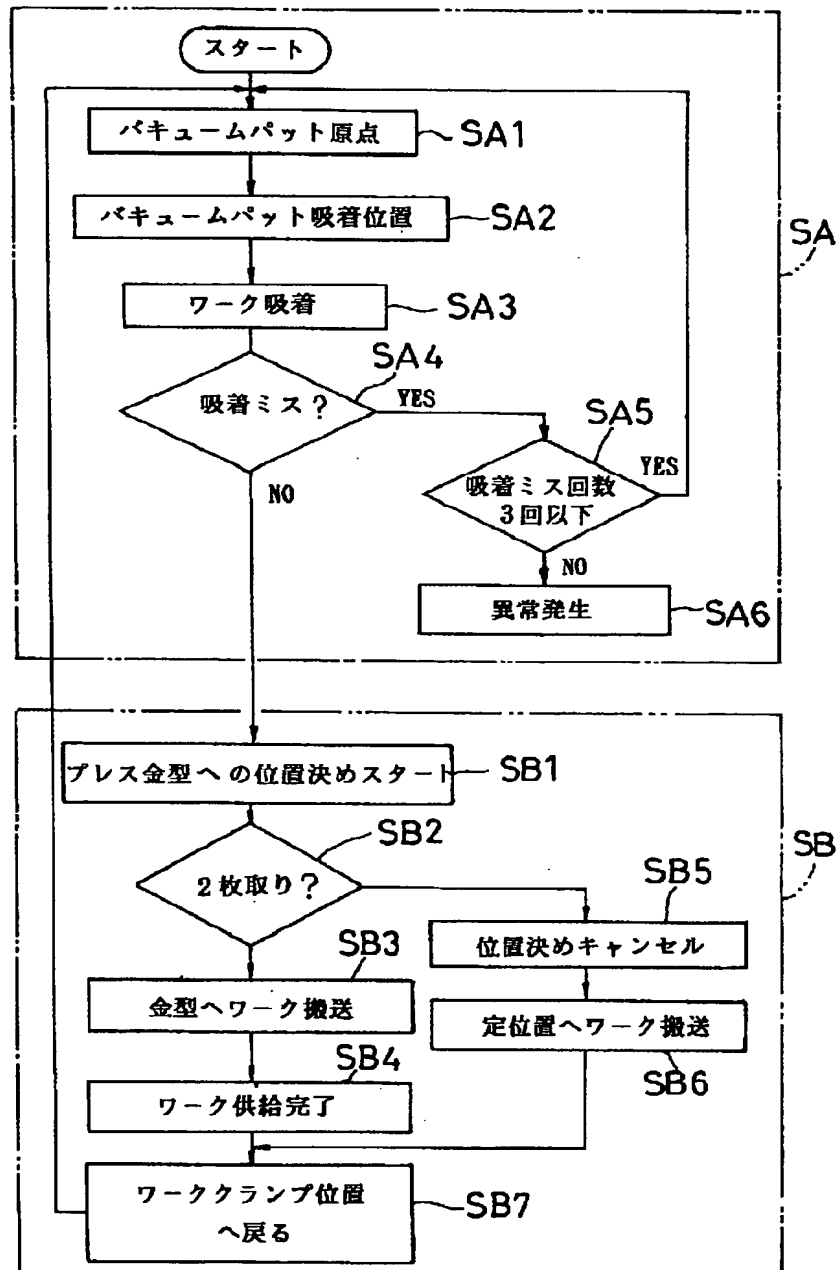 スタート
バキュームパット原点
SA1
バキュームパット吸着位置
SA2
SA
ワーク吸着
SA3
吸着ミス?
SA4
YES
NO
吸着ミス回数
3回以下
SA5
YES
NO
異常発生
SA6
プレス金型への位置決めスタート
SB1
2枚取り?
SB2
SB
金型へワーク搬送
SB3
位置決めキャンセル
SB5
定位置へワーク搬送
SB6
ワーク供給完了
SB4
ワーククランプ位置
へ戻る
SB7